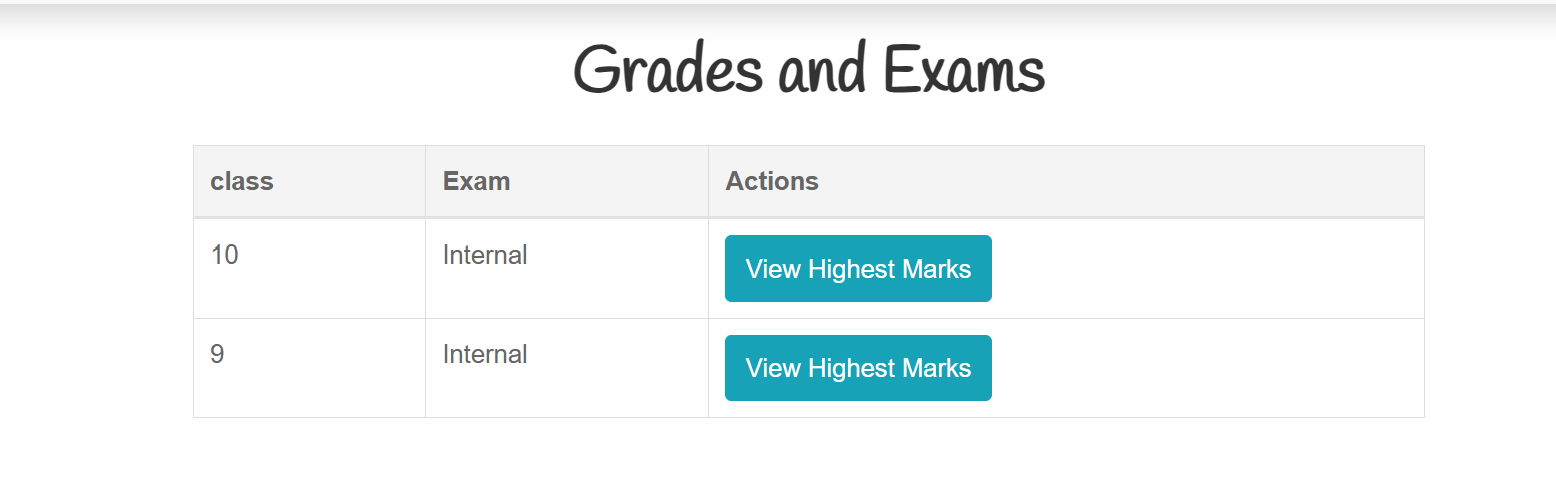 Grades and Exams
class Exam Actions
10 Internal View Highest Marks
9 Internal View Highest Marks